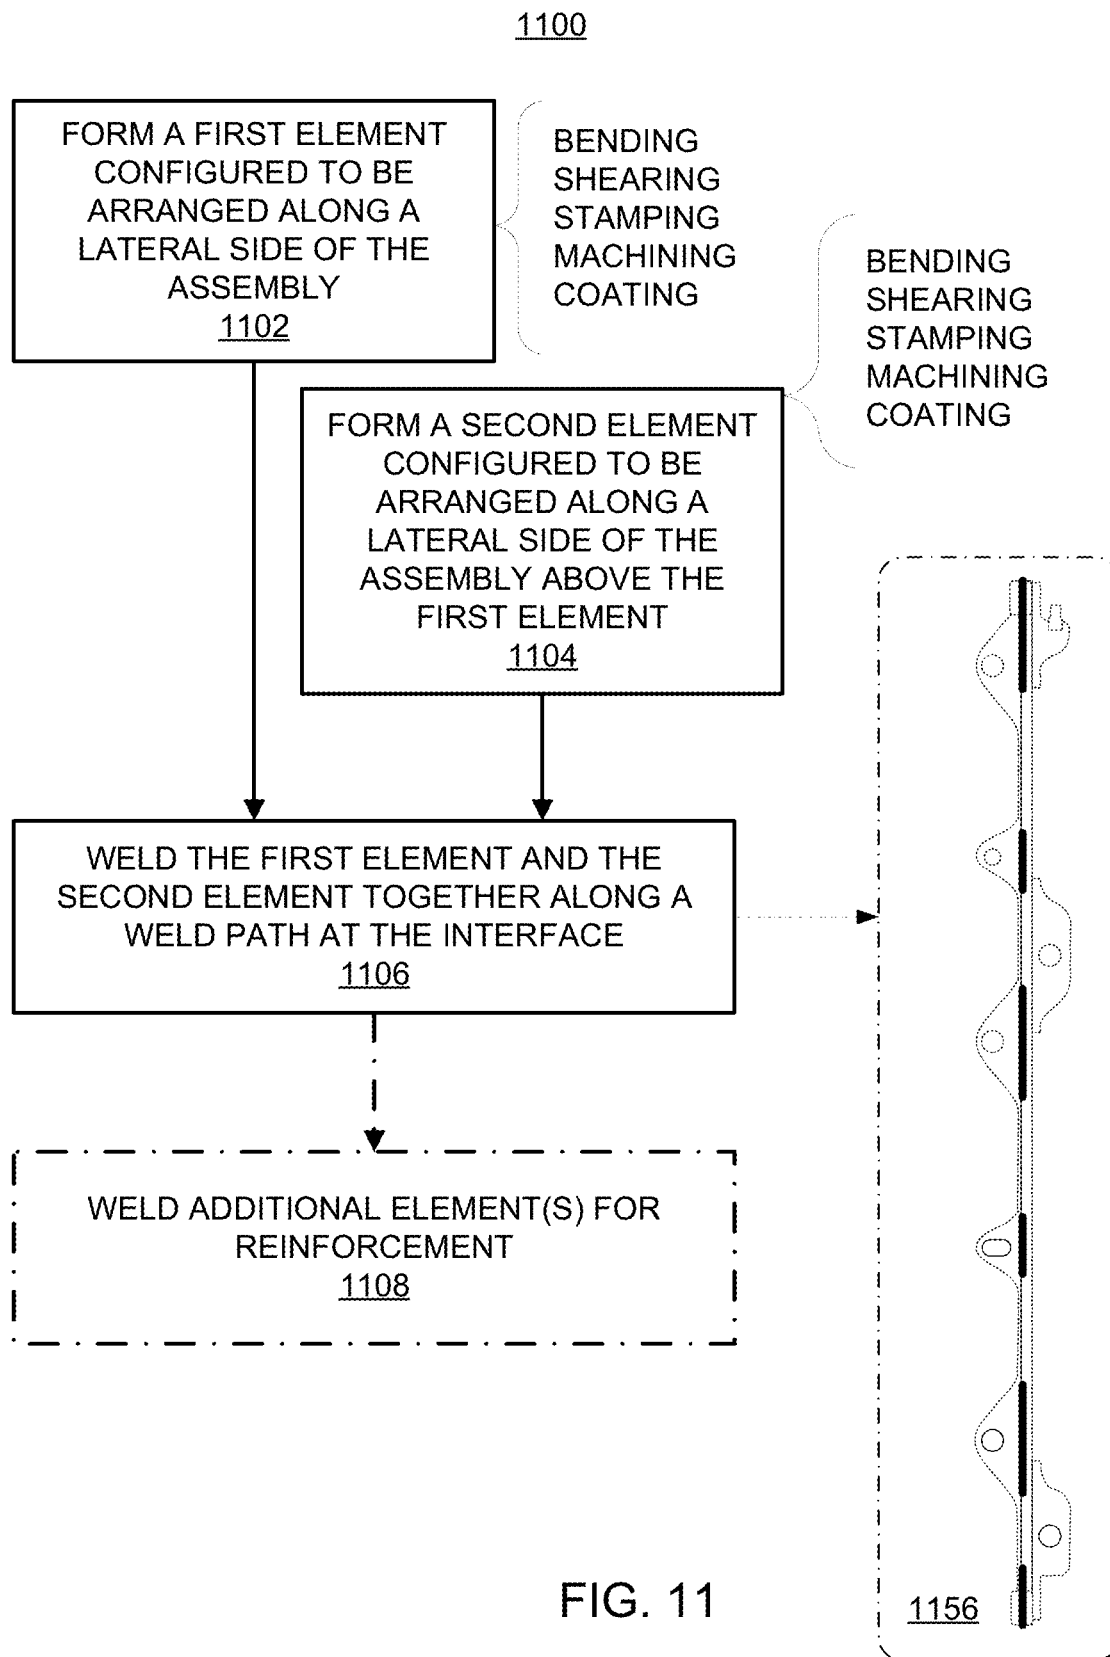 1100
FORM A FIRST ELEMENT
CONFIGURED TO BE
ARRANGED ALONG A
LATERAL SIDE OF THE
ASSEMBLY
1102
BENDING
SHEARING
STAMPING
MACHINING
COATING
BENDING
SHEARING
STAMPING
MACHINING
COATING
FORM A SECOND ELEMENT
CONFIGURED TO BE
ARRANGED ALONG A
LATERAL SIDE OF THE
ASSEMBLY ABOVE THE
FIRST ELEMENT
1104
WELD THE FIRST ELEMENT AND THE
SECOND ELEMENT TOGETHER ALONG A
WELD PATH AT THE INTERFACE
1106
WELD ADDITIONAL ELEMENT(S) FOR
REINFORCEMENT
1108
1156
FIG. 11